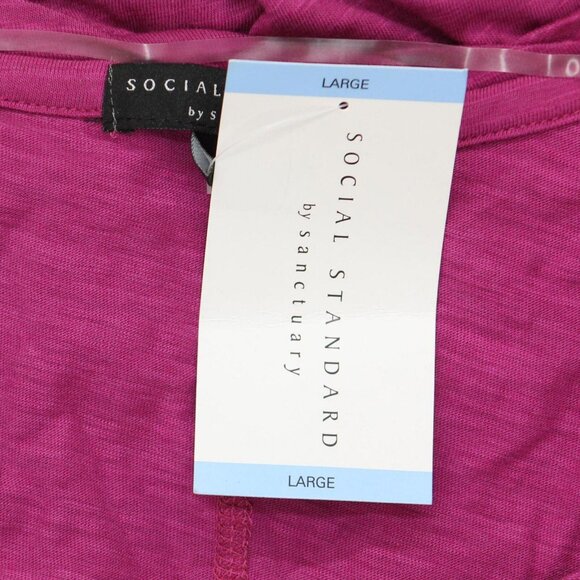 SOCIAL
by S
LARGE
SOCIAL STANDARD
by sanctuary
LARGE